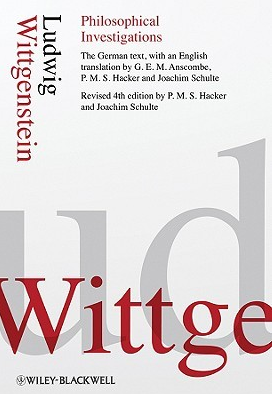 Ludwig
Wittgenstein
Philosophical
Investigations
The German text, with an English
translation by G. E. M. Anscombe,
P. M. S. Hacker and Joachim Schulte
Revised 4th edition by P. M. S. Hacker
and Joachim Schulte
ud
Wittge
WILEY-BLACKWELL